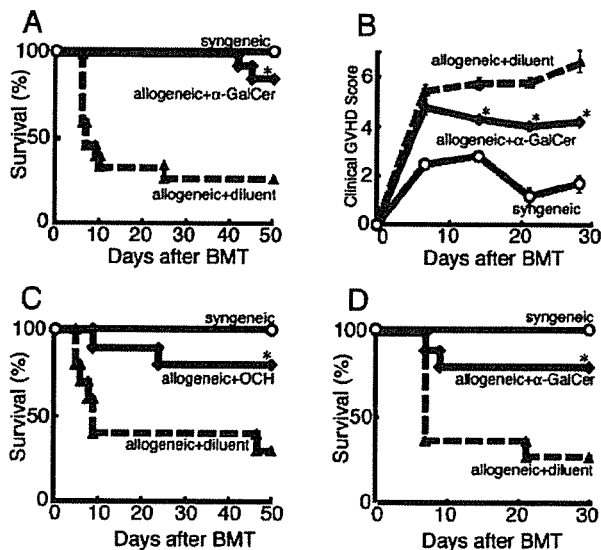 A
100
50
0
Survival (%)
syngeneic
*
allogeneic+α-GalCer
allogeneic+diluent
0 10 20 30 40 50
Days after BMT
B
6
4
2
0
Clinical GVHD Score
allogeneic+diluent
* * *
allogeneic+α-GalCer
syngeneic
0 10 20 30
Days after BMT
C
100
50
0
Survival (%)
syngeneic
*
allogeneic+OCH
allogeneic+diluent
0 10 20 30 40 50
Days after BMT
D
100
50
0
Survival (%)
syngeneic
*
allogeneic+α-GalCer
allogeneic+diluent
0 10 20 30
Days after BMT